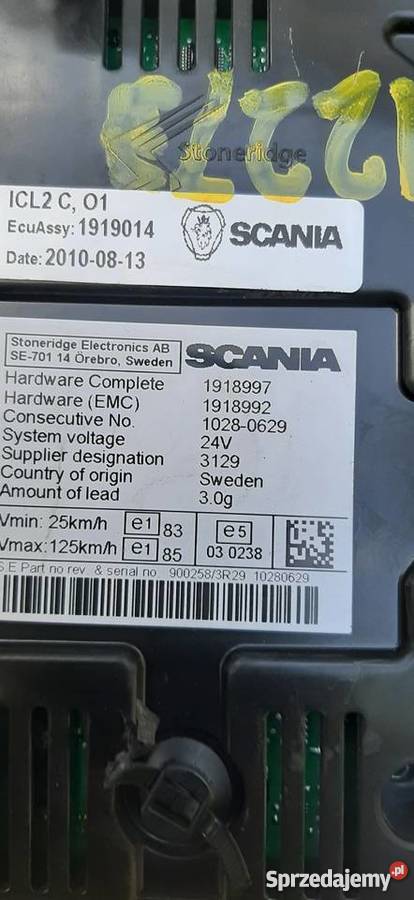 12273
Stoneridge
ICL2 C, O1
EcuAssy: 1919014
Date: 2010-08-13
SCANIA
Stoneridge Electronics AB
SE-701 14 Örebro, Sweden
SCANIA
Hardware Complete 1918997
Hardware (EMC) 1918992
Consecutive No. 1028-0629
System voltage 24V
Supplier designation 3129
Country of origin Sweden
Amount of lead 3.0g
Vmin: 25km/h e1 83 e5
Vmax: 125km/h e1 85 03 0238
S.E Part no rev & serial no 900258/3R29 10280629
Sprzedajemy.pl